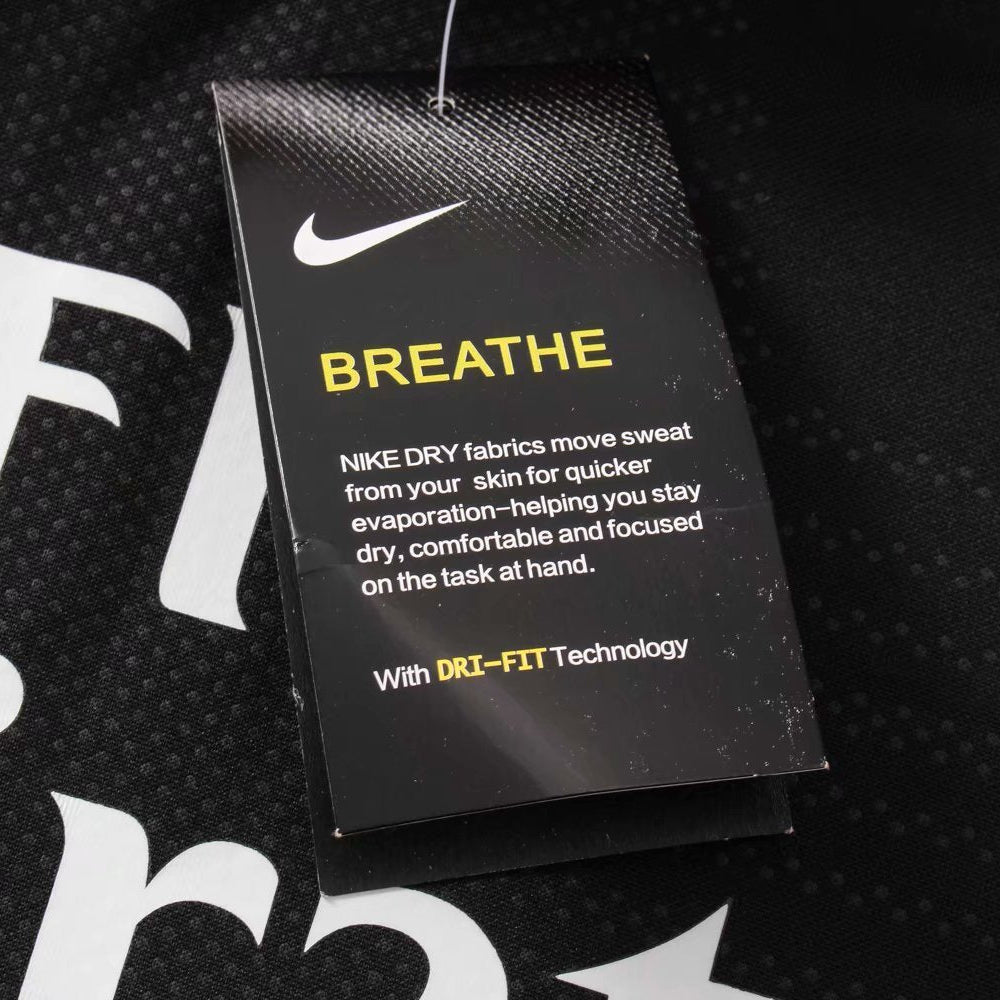 BREATHE
NIKE DRY fabrics move sweat
from your  skin for quicker
evaporation–helping you stay
dry, comfortable and focused
on the task at hand.
With DRI–FIT Technology